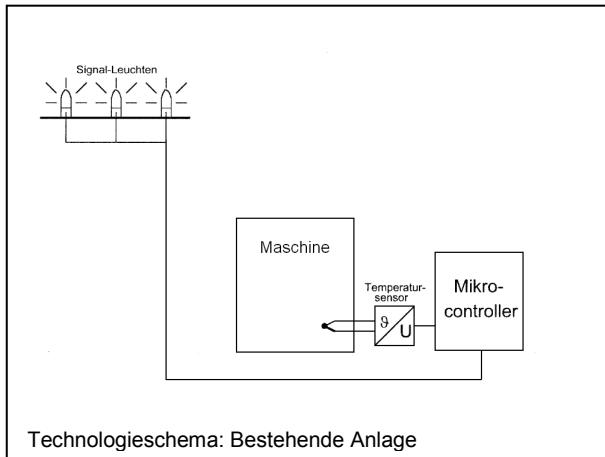 Signal-Leuchten
Maschine
Temperatur-
sensor
ϑ
U
Mikro-
controller
Technologieschema: Bestehende Anlage